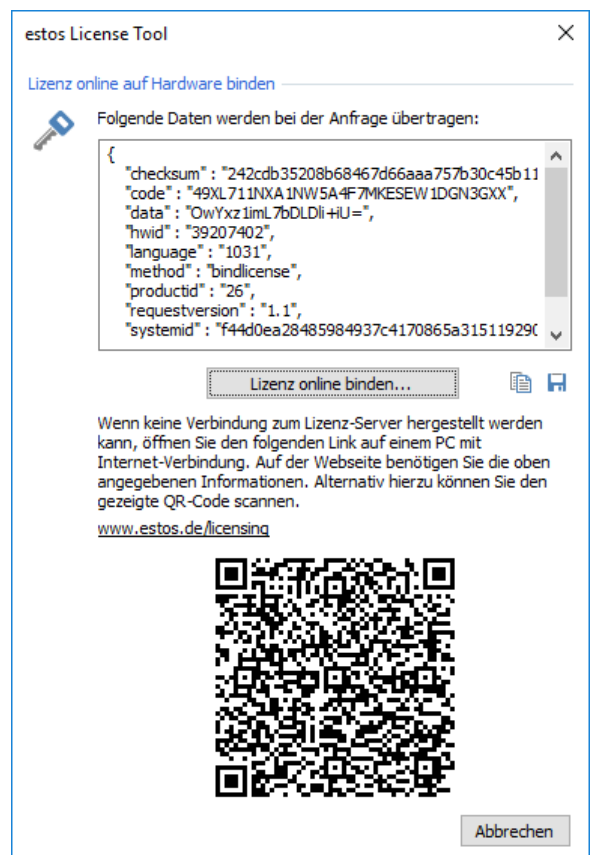 estos License Tool
Lizenz online auf Hardware binden
Folgende Daten werden bei der Anfrage übertragen:
{
"checksum" : "242cdb35208b68467d66aaa757b30c45b11
"code" : "49XL711NXA1NW5A4F7MKESEW1DGN3GXX",
"data" : "OwYxz1imL7bDLDli+iU=",
"hwid" : "39207402",
"language" : "1031",
"method" : "bindlicense",
"productid" : "26",
"requestversion" : "1.1",
"systemid" : "f44d0ea28485984937c4170865a315119290
Lizenz online binden...
Wenn keine Verbindung zum Lizenz-Server hergestellt werden
kann, öffnen Sie den folgenden Link auf einem PC mit
Internet-Verbindung. Auf der Webseite benötigen Sie die oben
angegebenen Informationen. Alternativ hierzu können Sie den
gezeigte QR-Code scannen.
www.estos.de/licensing
Abbrechen